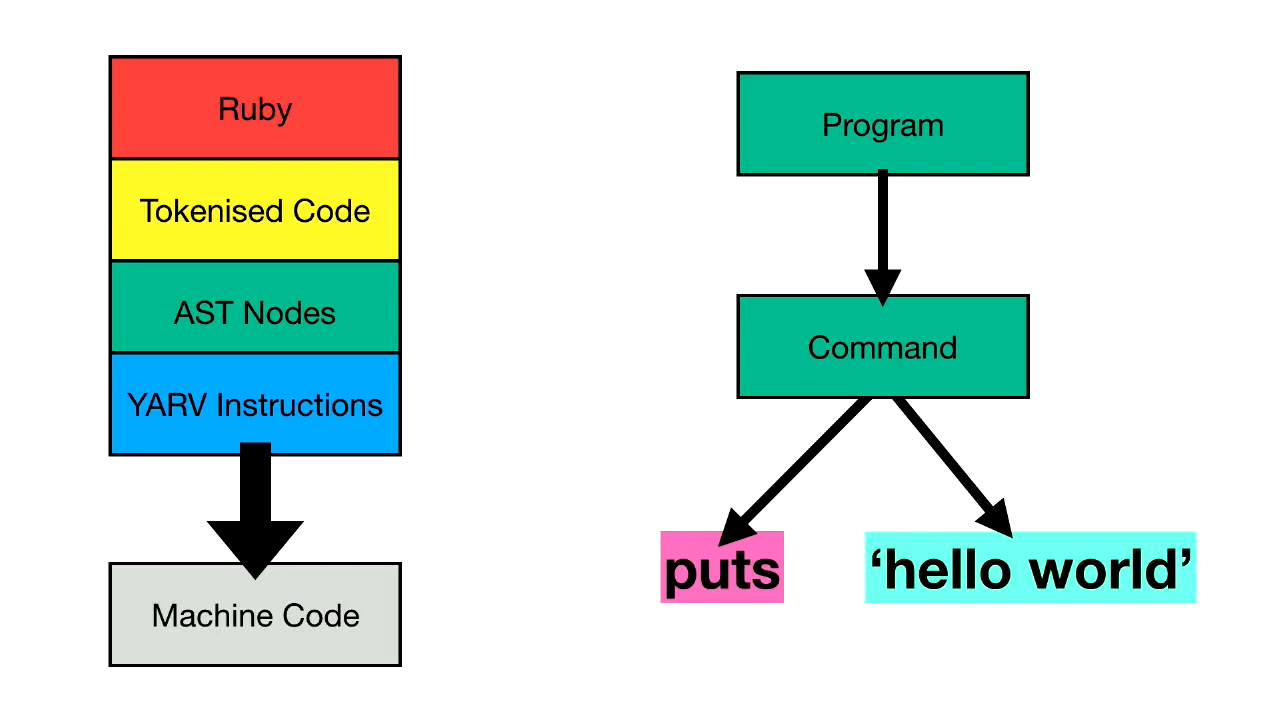 Ruby
Tokenised Code
AST Nodes
YARV Instructions
Machine Code
Program
Command
puts
‘hello world’